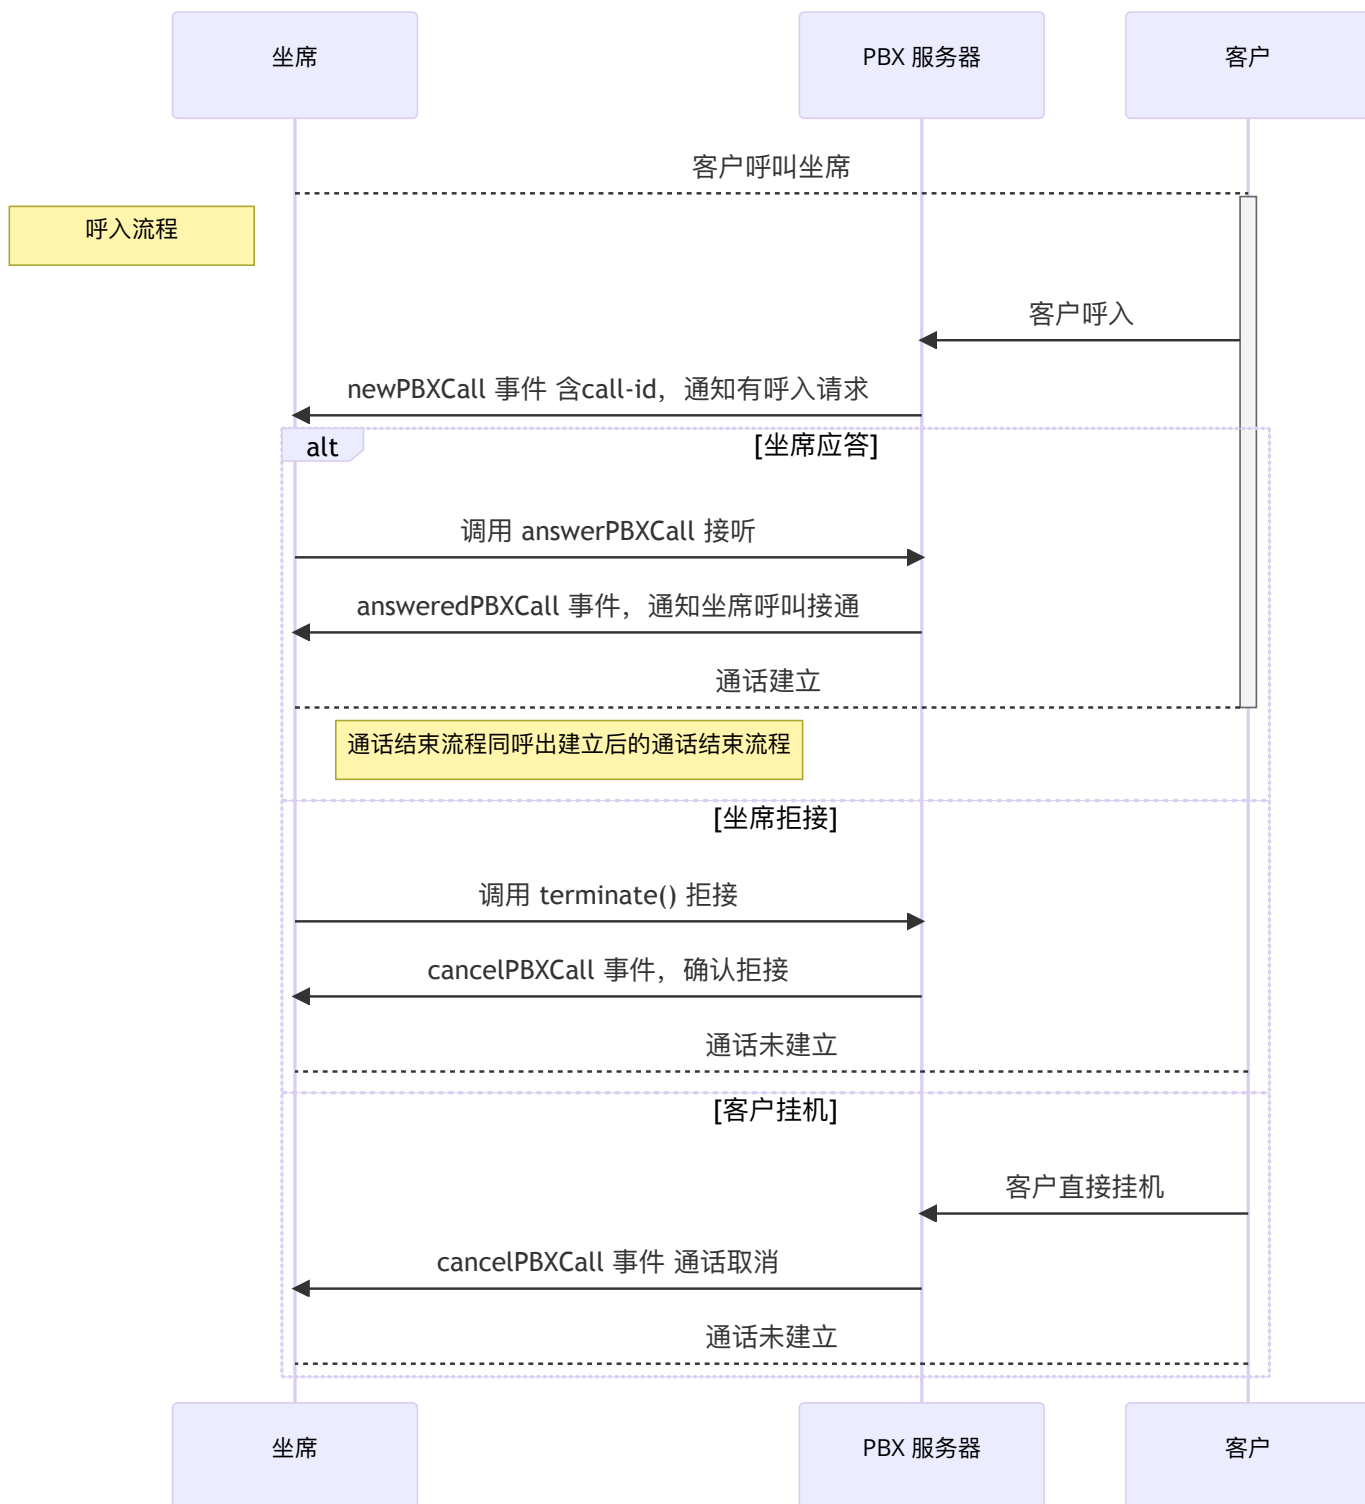 坐席
PBX 服务器
客户
客户呼叫坐席
呼入流程
客户呼入
newPBXCall 事件 含call-id，通知有呼入请求
alt
[坐席应答]
调用 answerPBXCall 接听
answeredPBXCall 事件，通知坐席呼叫接通
通话建立
通话结束流程同呼出建立后的通话结束流程
[坐席拒接]
调用 terminate() 拒接
cancelPBXCall 事件，确认拒接
通话未建立
[客户挂机]
客户直接挂机
cancelPBXCall 事件 通话取消
通话未建立
坐席
PBX 服务器
客户